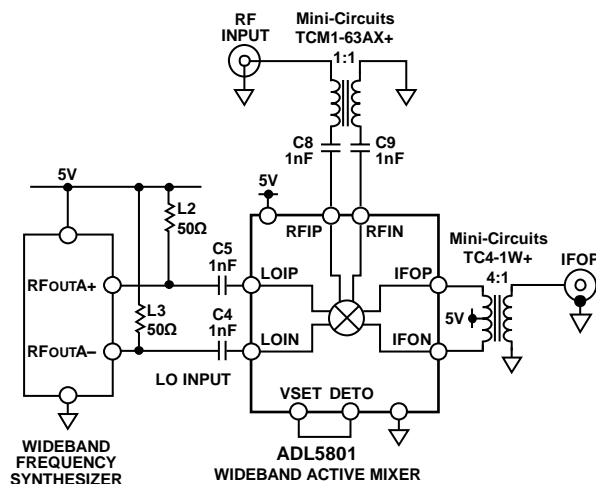 RF
INPUT
Mini-Circuits
TCM1-63AX+
1:1
C8
1nF
C9
1nF
5V
5V
L2
50Ω
RFIP
RFIN
Mini-Circuits
TC4-1W+
4:1
IFOP
C5
1nF
RFOUTA+
LOIP
IFOP
L3
50Ω
C4
1nF
5V
RFOUTA–
LOIN
IFON
LO INPUT
VSET
DETO
WIDEBAND
FREQUENCY
SYNTHESIZER
ADL5801
WIDEBAND ACTIVE MIXER